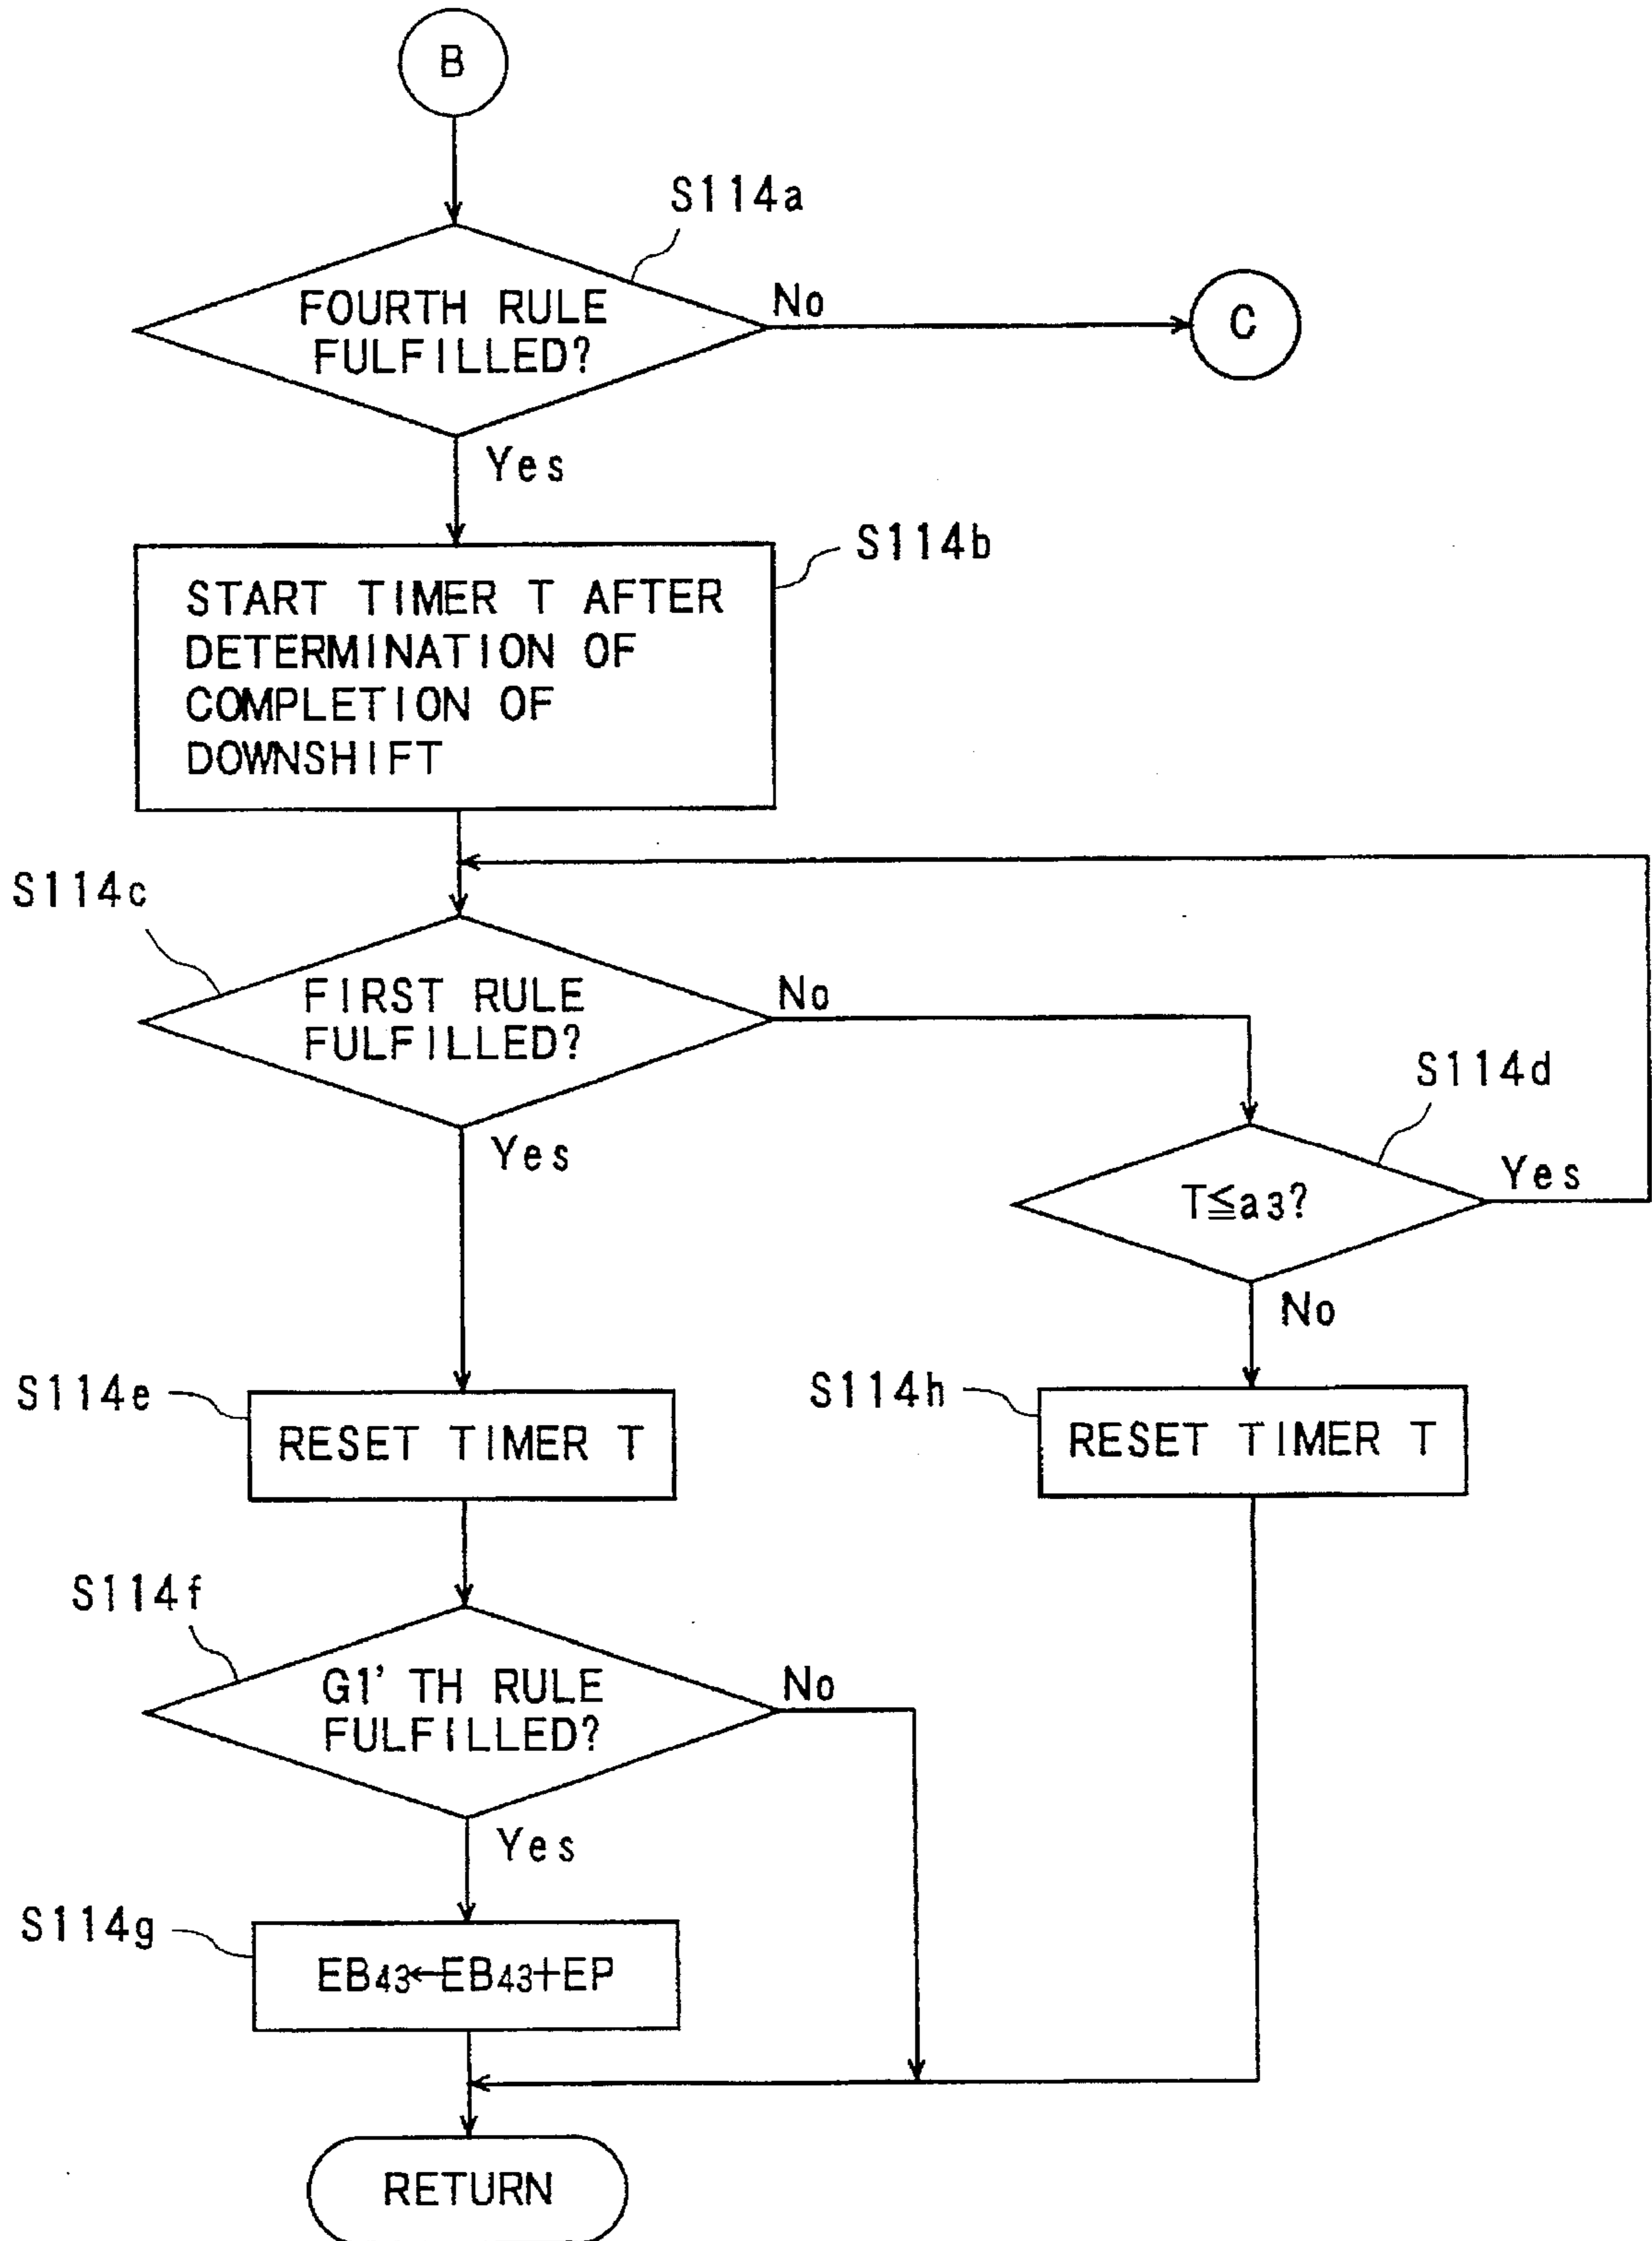 B
S114a
FOURTH RULE
FULFILLED?
No
C
Yes
S114b
START TIMER T AFTER
DETERMINATION OF
COMPLETION OF
DOWNSHIFT
S114c
FIRST RULE
FULFILLED?
No
S114d
Yes
T≦a3?
Yes
No
S114e
RESET TIMER T
S114h
RESET TIMER T
S114f
G1' TH RULE
FULFILLED?
No
Yes
S114g
EB43←EB43+EP
RETURN